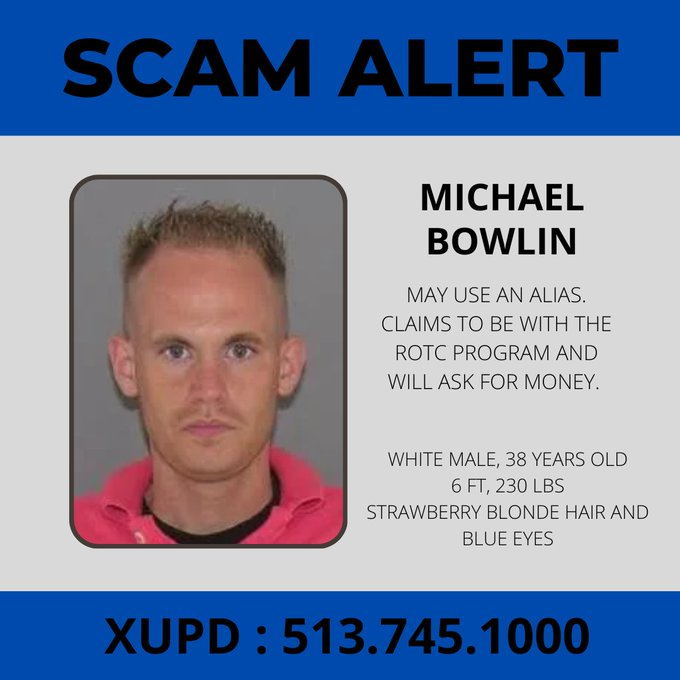 SCAM ALERT
MICHAEL
BOWLIN
MAY USE AN ALIAS.
CLAIMS TO BE WITH THE
ROTC PROGRAM AND
WILL ASK FOR MONEY.
WHITE MALE, 38 YEARS OLD
6 FT, 230 LBS
STRAWBERRY BLONDE HAIR AND
BLUE EYES
XUPD : 513.745.1000